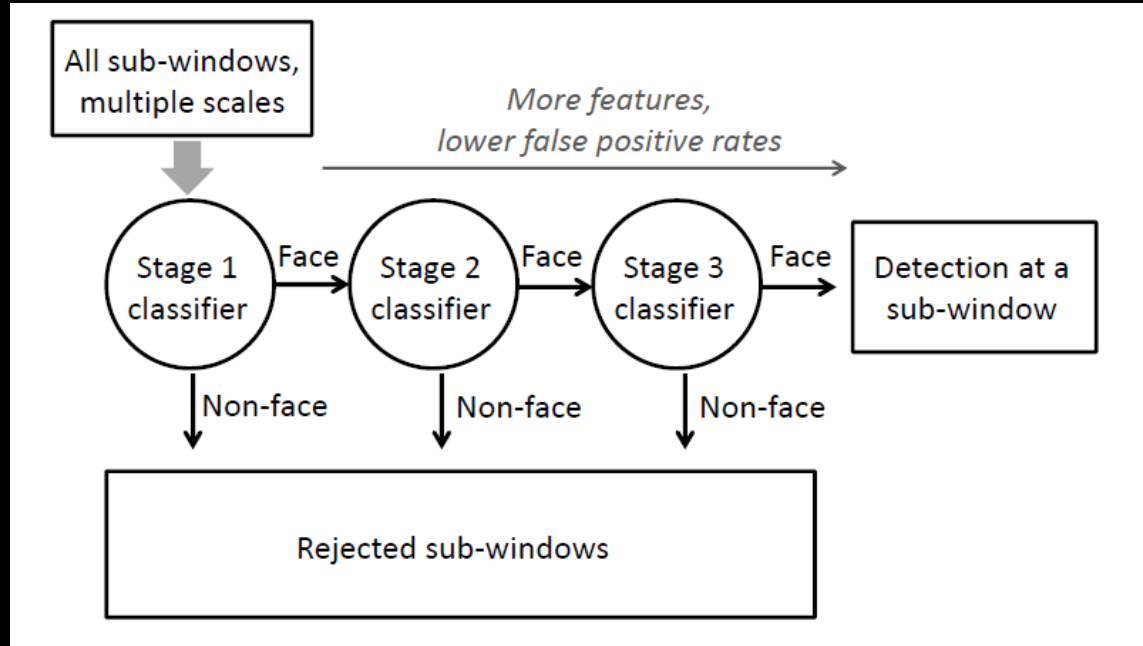 All sub-windows,
multiple scales
More features,
lower false positive rates
Stage 1
classifier
Face
Stage 2
classifier
Face
Stage 3
classifier
Face
Detection at a
sub-window
Non-face
Non-face
Non-face
Rejected sub-windows